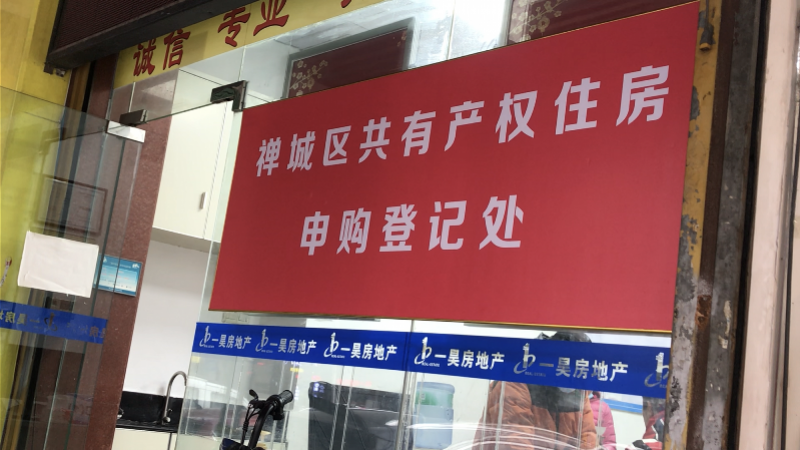 诚信 专业
禅城区共有产权住房
申购登记处
一昊房地产 一昊房地产 一昊房地产 一昊房地产 一昊房地产